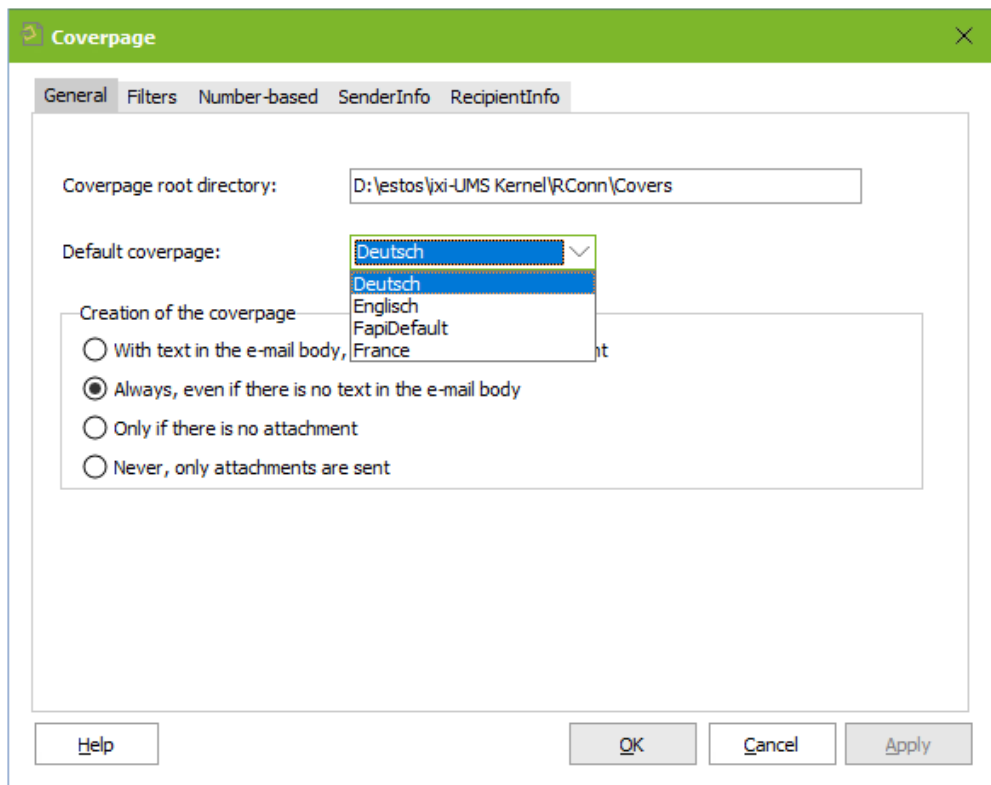 Coverpage
General Filters Number-based SenderInfo RecipientInfo
Coverpage root directory: D:\estos\ixi-UMS Kernel\RConn\Covers
Default coverpage: Deutsch
Deutsch
Englisch
FapiDefault
France
Creation of the coverpage
With text in the e-mail body,
Always, even if there is no text in the e-mail body
Only if there is no attachment
Never, only attachments are sent
Help OK Cancel Apply